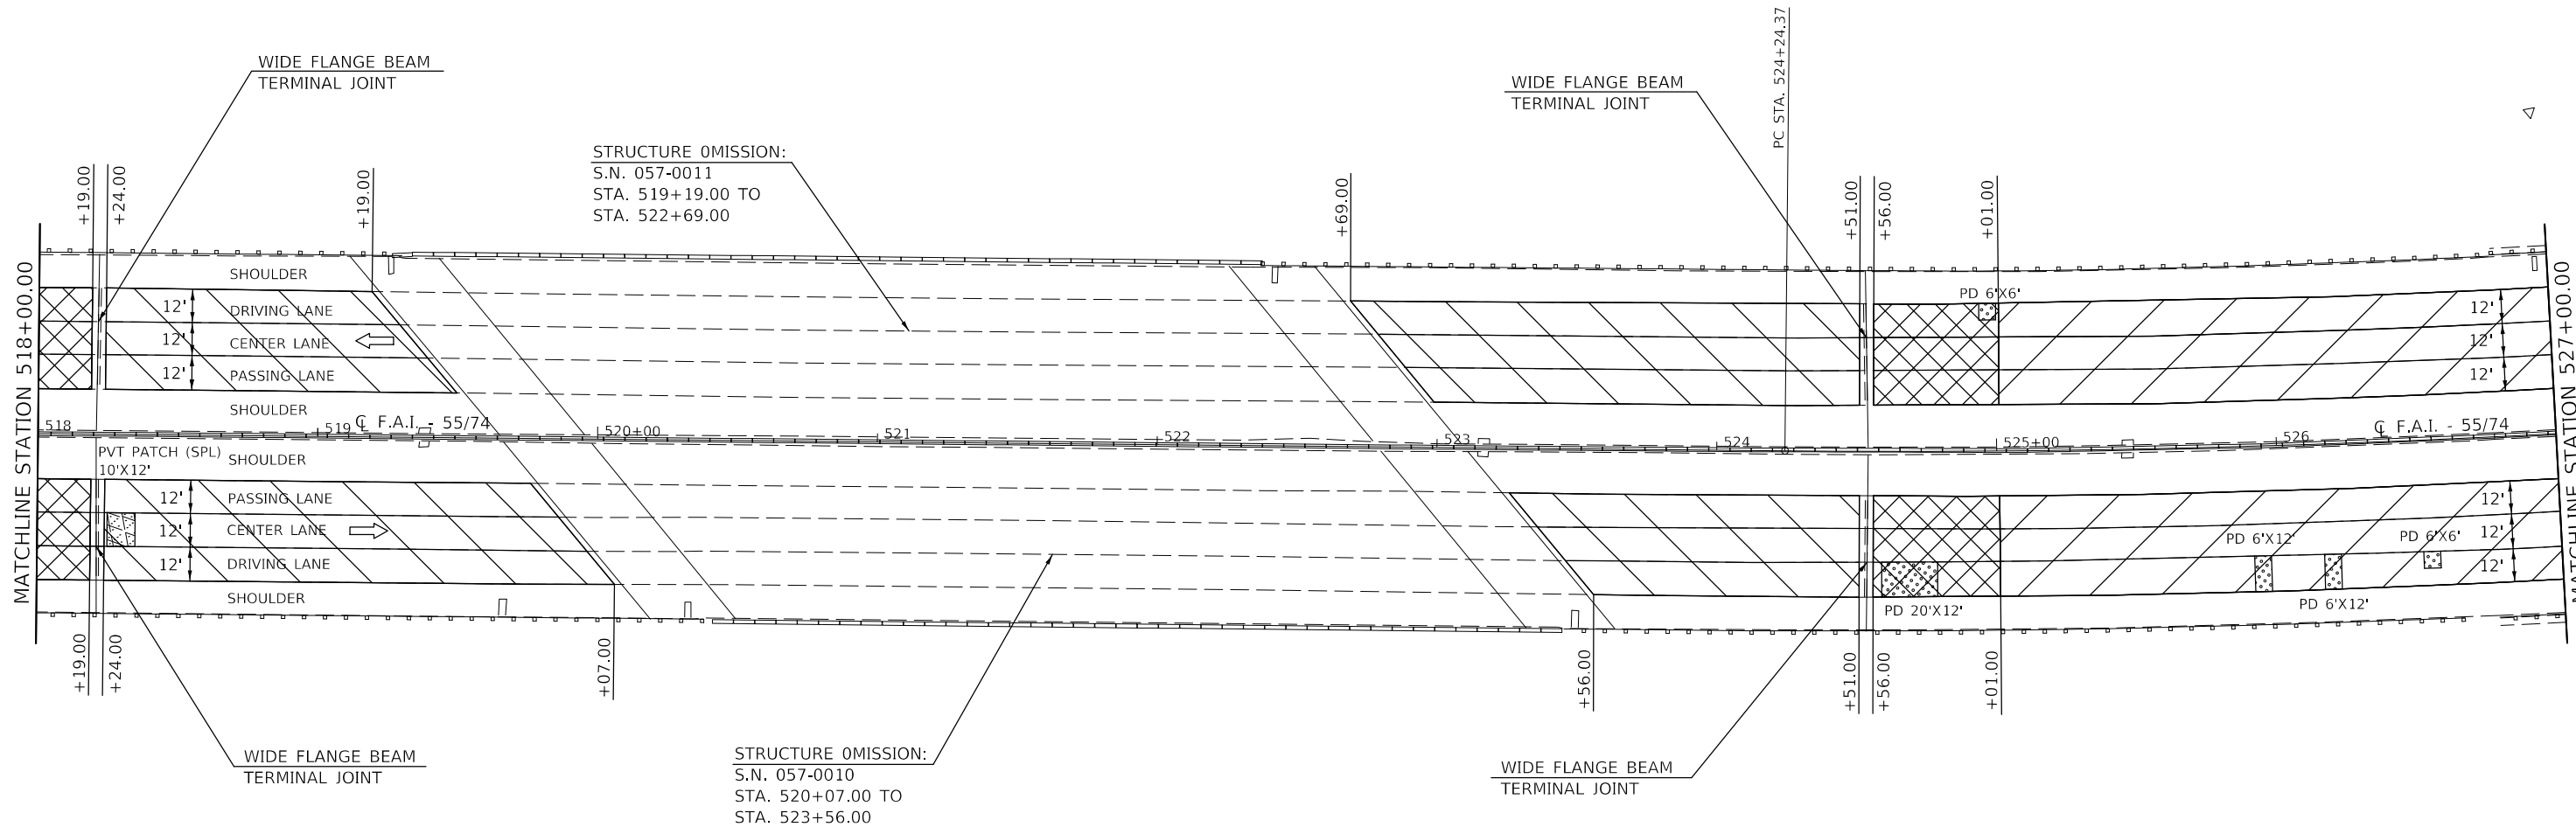 WIDE FLANGE BEAM
TERMINAL JOINT
STRUCTURE OMISSION:
S.N. 057-0011
STA. 519+19.00 TO
STA. 522+69.00
WIDE FLANGE BEAM
TERMINAL JOINT
PC STA. 524+24.37
+19.00
+24.00
+19.00
+69.00
+51.00
+56.00
+01.00
MATCHLINE STATION 518+00.00
SHOULDER
12' DRIVING LANE
12' CENTER LANE
12' PASSING LANE
SHOULDER
PD 6'X6'
12'
12'
12'
MATCHLINE STATION 527+00.00
518
519
℄ F.A.I. - 55/74
520+00
521
522
523
524
525+00
526
℄ F.A.I. - 55/74
PVT PATCH (SPL)
10'X12'
SHOULDER
12' PASSING LANE
12' CENTER LANE
12' DRIVING LANE
SHOULDER
PD 20'X12'
PD 6'X12'
PD 6'X12'
PD 6'X6'
12'
12'
12'
+19.00
+24.00
+07.00
+56.00
+51.00
+56.00
+01.00
WIDE FLANGE BEAM
TERMINAL JOINT
STRUCTURE OMISSION:
S.N. 057-0010
STA. 520+07.00 TO
STA. 523+56.00
WIDE FLANGE BEAM
TERMINAL JOINT